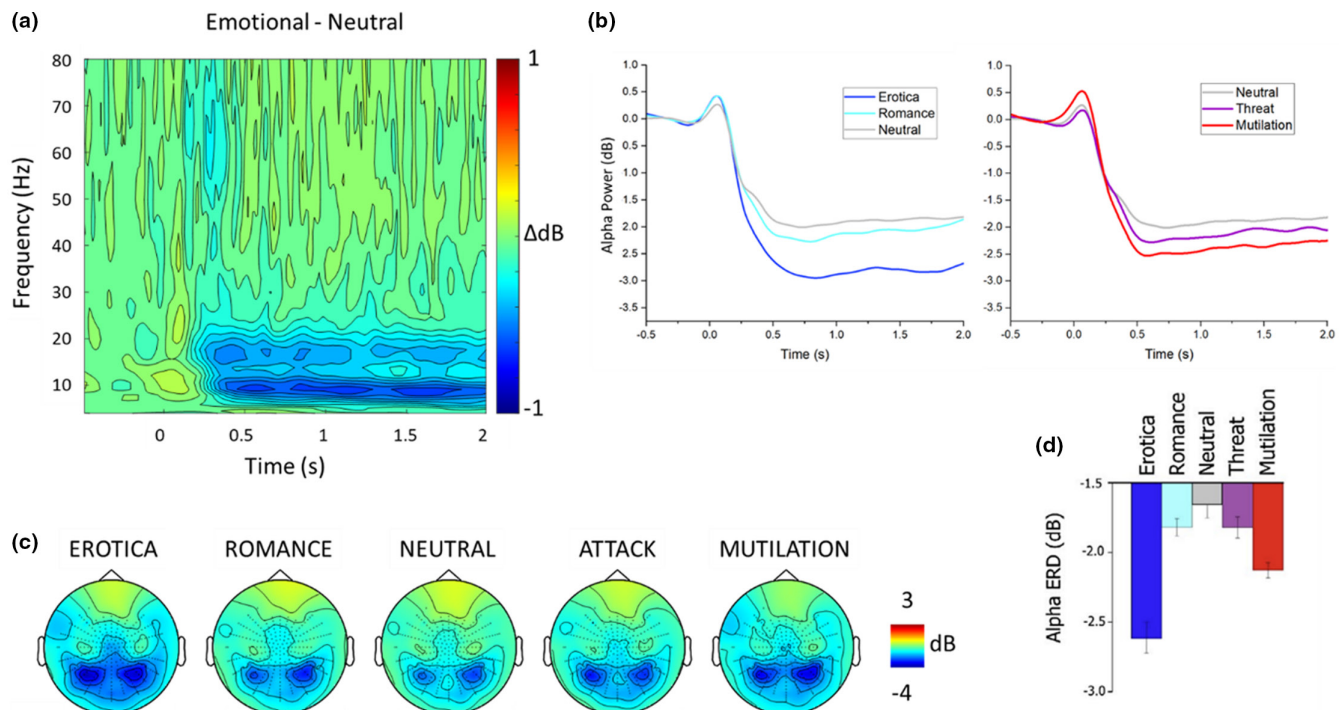 (a)
Emotional - Neutral
80
70
60
50
40
30
20
10
Frequency (Hz)
0
0.5
1
1.5
2
Time (s)
1
ΔdB
-1
(b)
1.0
0.5
0.0
0.5
1.0
-1.5
2.0
-2.5
-3.0
-3.5
Alpha Power (dB)
Erotica
Romance
Neutral
-0.5
0.0
0.5
1.0
1.5
2.0
Time (s)
1.0
0.5
0.0
0.5
1.0
-1.5
2.0
-2.5
-3.0
-3.5
Neutral
Threat
Mutilation
-0.5
0.0
0.5
1.0
1.5
2.0
Time (s)
(c)
EROTICA
ROMANCE
NEUTRAL
ATTACK
MUTILATION
3
dB
-4
(d)
Erotica
Romance
Neutral
Threat
Mutilation
-1.5
-2.0
-2.5
-3.0
Alpha ERD (dB)